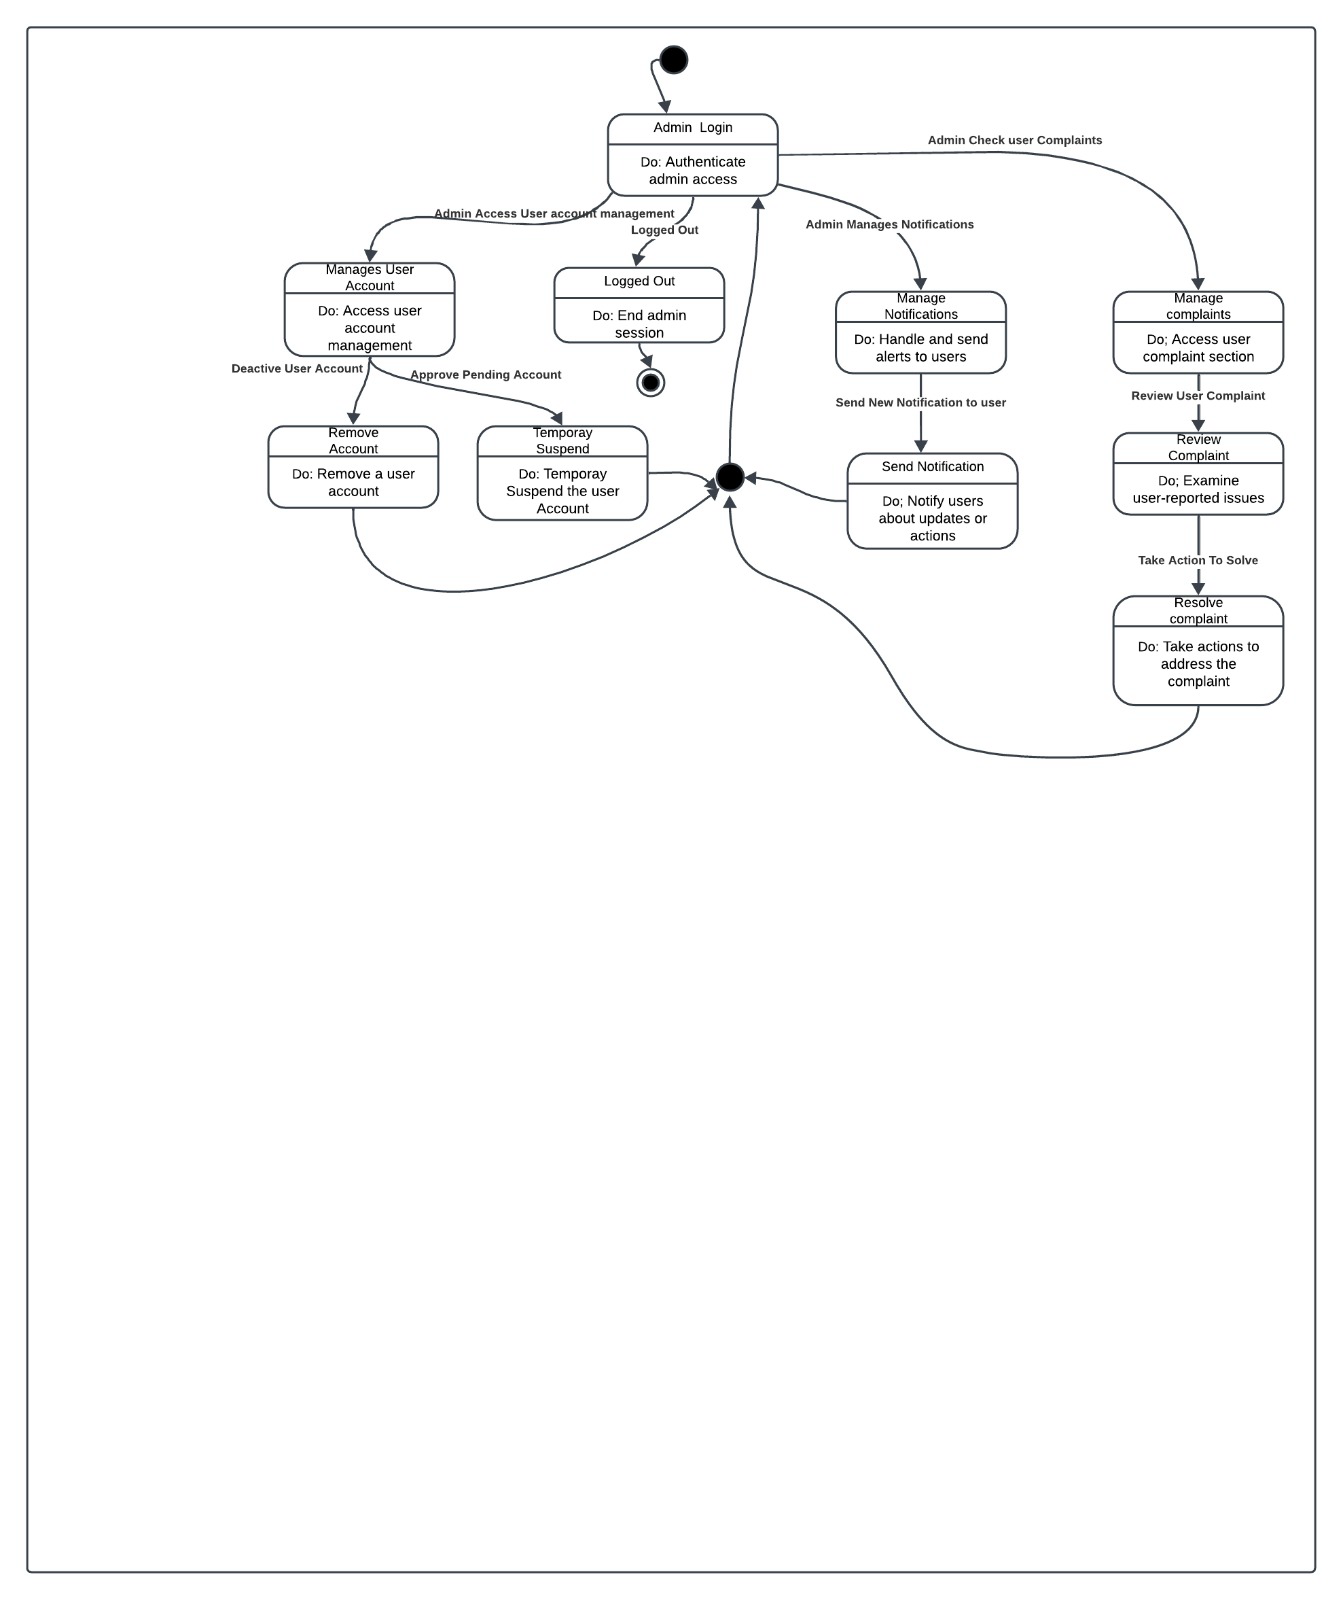 Admin  Login
Do: Authenticate
admin access
Admin Check user Complaints
Admin Access User account management
Logged Out
Admin Manages Notifications
Manages User
Account
Do: Access user
account
management
Logged Out
Do: End admin
session
Manage
Notifications
Do: Handle and send
alerts to users
Manage
complaints
Do; Access user
complaint section
Deactive User Account
Approve Pending Account
Send New Notification to user
Review User Complaint
Remove
Account
Do: Remove a user
account
Temporay
Suspend
Do: Temporay
Suspend the user
Account
Send Notification
Do; Notify users
about updates or
actions
Review
Complaint
Do; Examine
user-reported issues
Take Action To Solve
Resolve
complaint
Do: Take actions to
address the
complaint